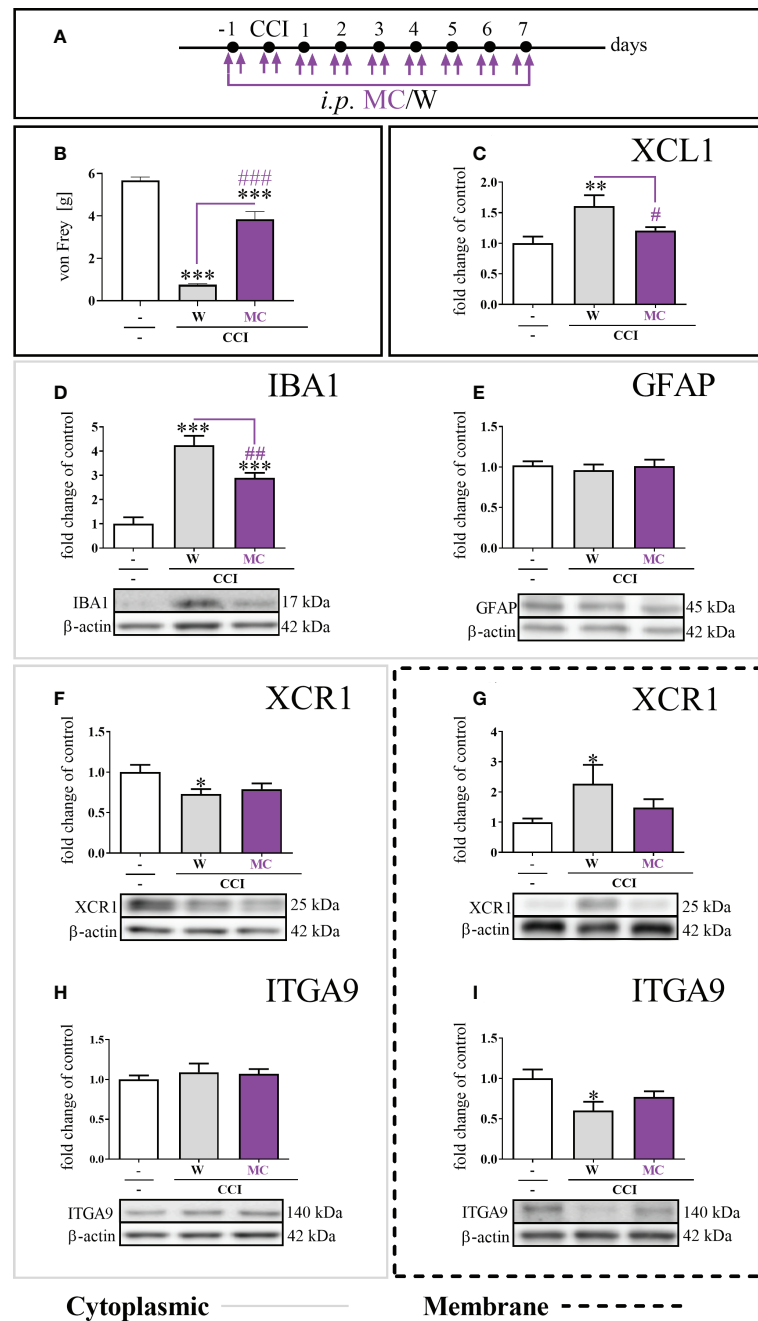 A
-1 CCI 1 2 3 4 5 6 7
days
i.p. MC/W
B
von Frey [g]
6
4
2
0
***
###
***
- W MC
- CCI
C
XCL1
fold change of control
2.0
1.5
1.0
0.5
0.0
**
#
- W MC
- CCI
D
IBA1
fold change of control
5
4
3
2
1
0
***
##
***
- W MC
- CCI
IBA1 17 kDa
β-actin 42 kDa
E
GFAP
fold change of control
1.5
1.0
0.5
0.0
- W MC
- CCI
GFAP 45 kDa
β-actin 42 kDa
F
XCR1
fold change of control
1.5
1.0
0.5
0.0
*
- W MC
- CCI
XCR1 25 kDa
β-actin 42 kDa
G
XCR1
fold change of control
4
3
2
1
0
*
- W MC
- CCI
XCR1 25 kDa
β-actin 42 kDa
H
ITGA9
fold change of control
1.5
1.0
0.5
0.0
- W MC
- CCI
ITGA9 140 kDa
β-actin 42 kDa
I
ITGA9
fold change of control
1.5
1.0
0.5
0.0
*
- W MC
- CCI
ITGA9 140 kDa
β-actin 42 kDa
Cytoplasmic Membrane